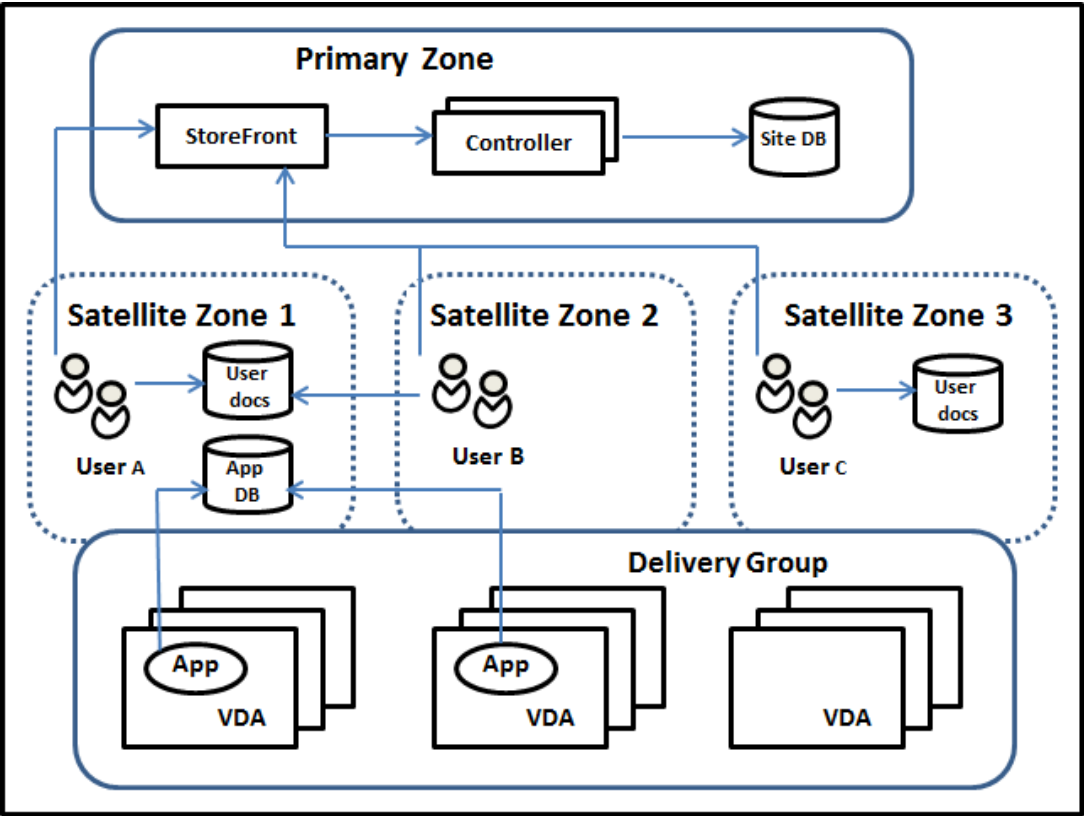 Primary Zone
StoreFront
Controller
Site DB
Satellite Zone 1
Satellite Zone 2
Satellite Zone 3
User
docs
User
docs
User A
User B
User C
App
DB
Delivery Group
App
VDA
App
VDA
VDA